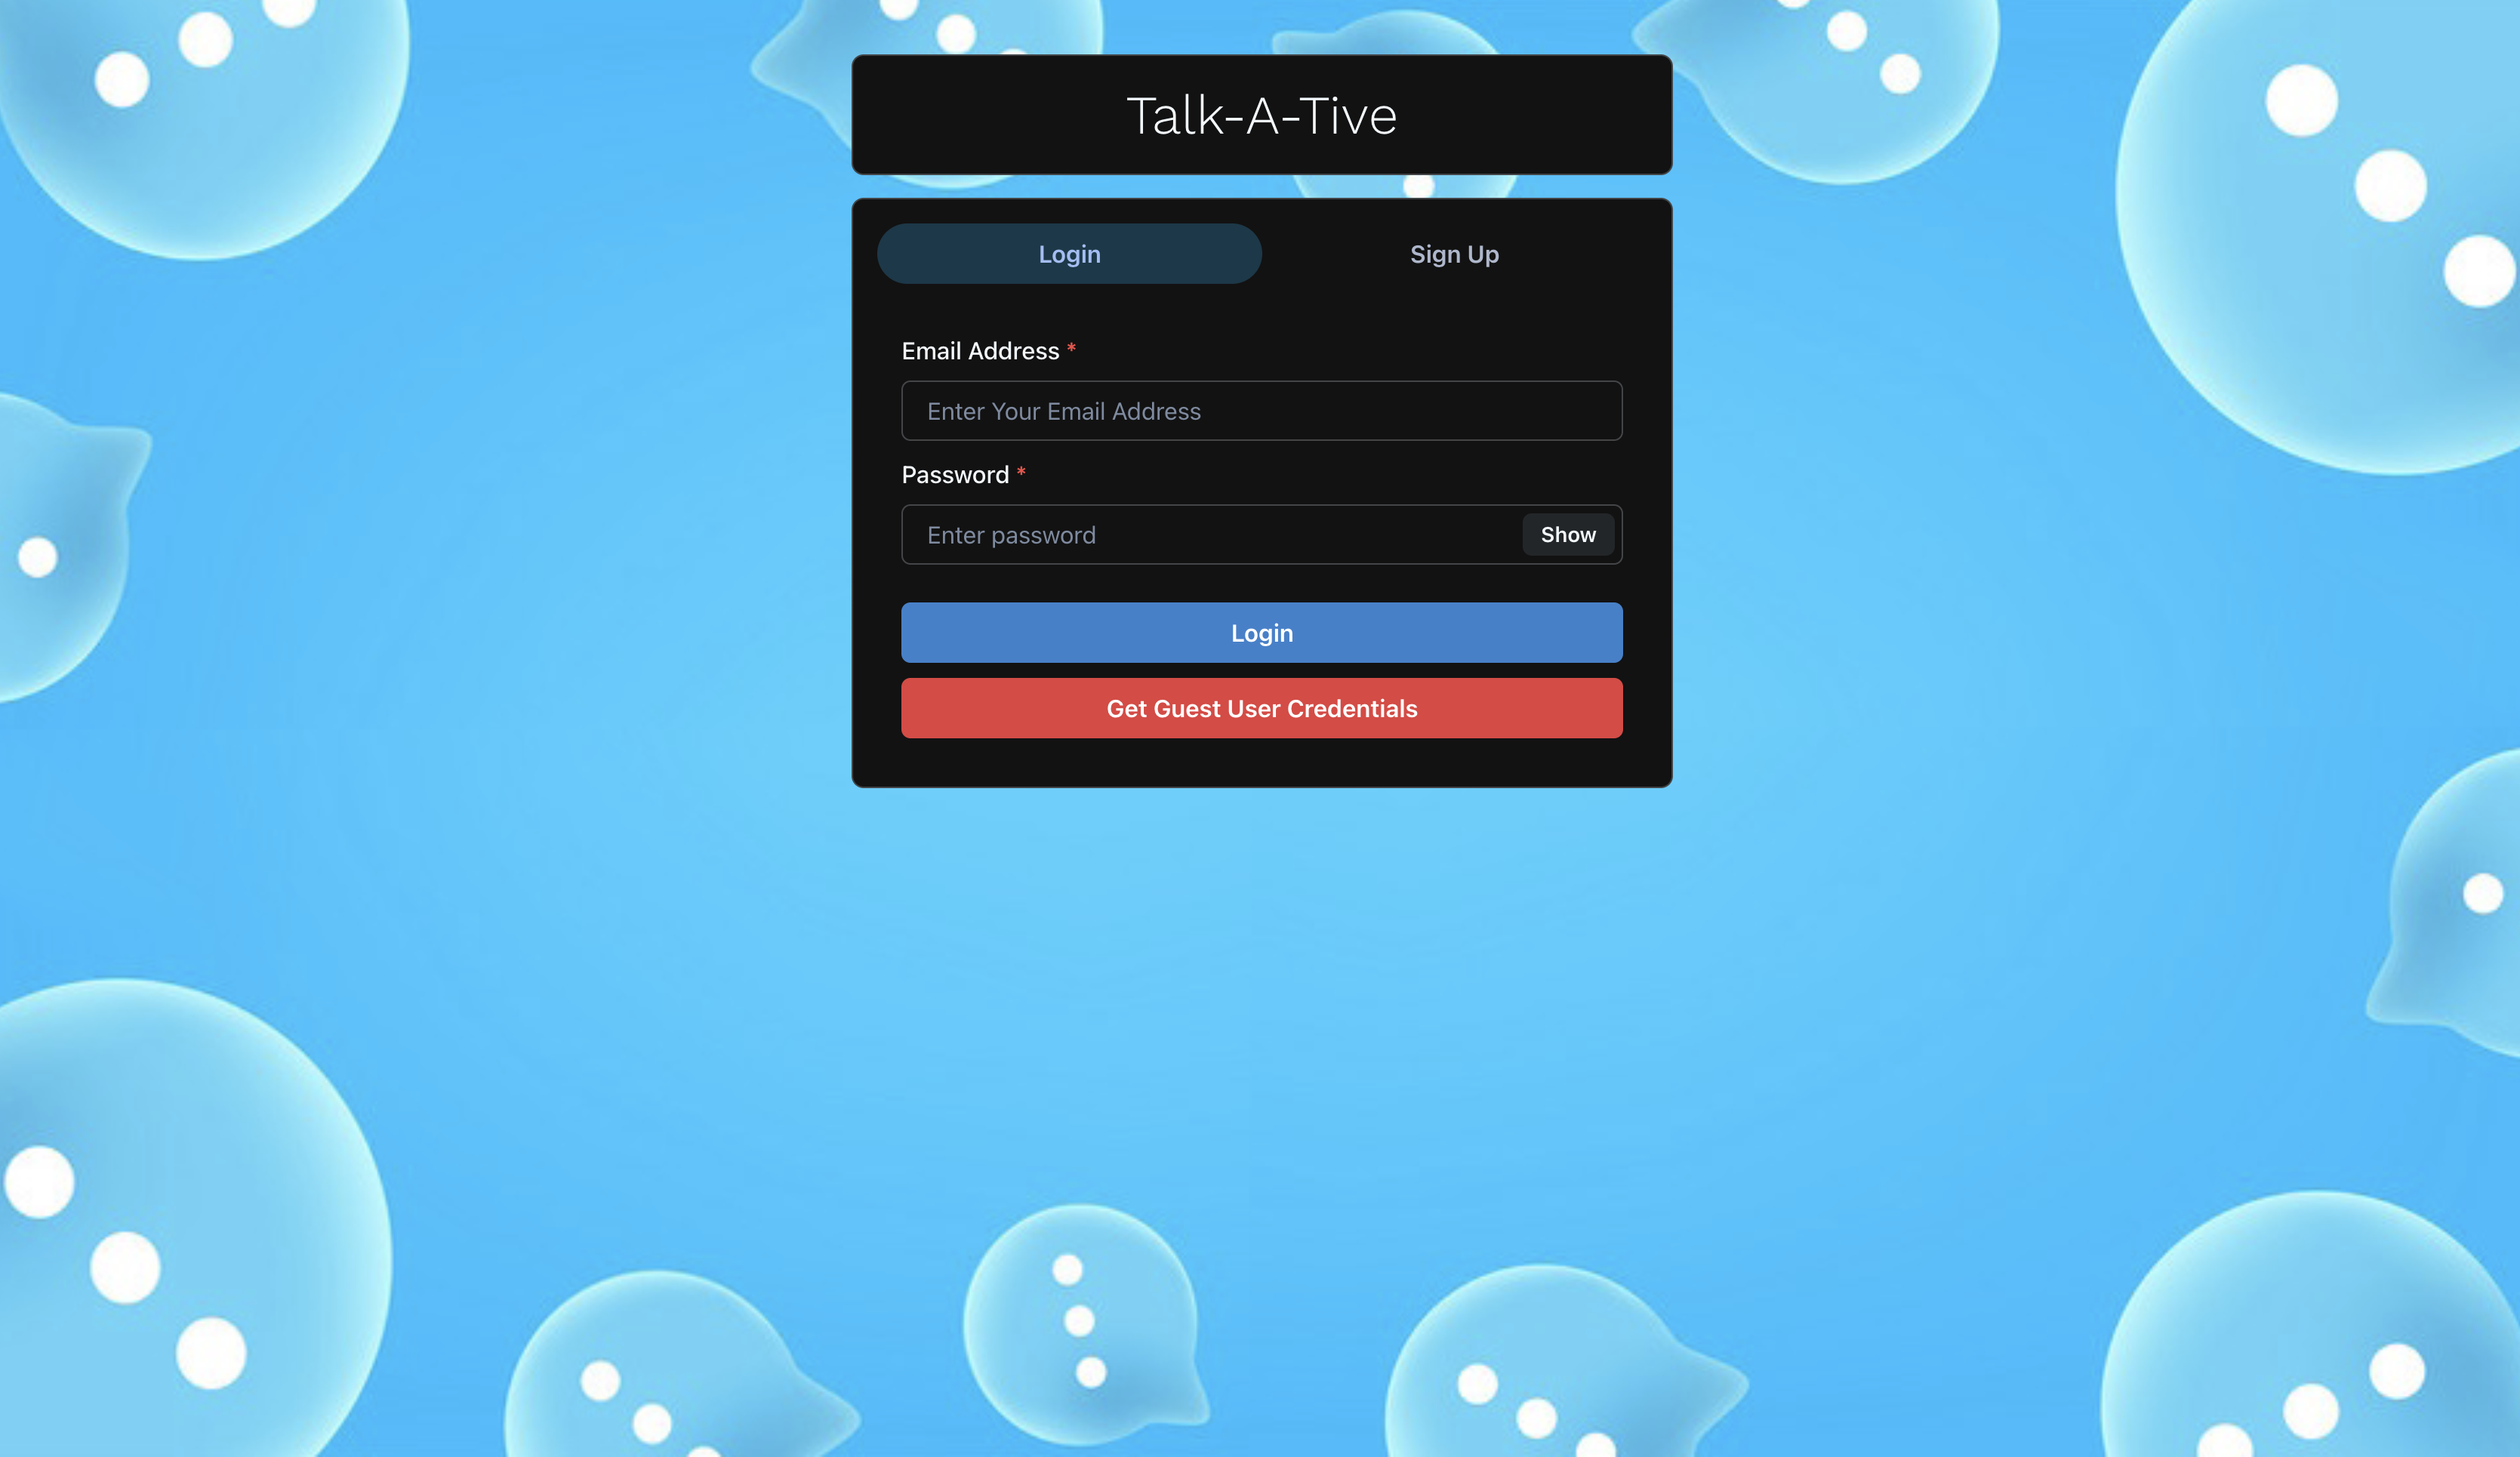 Talk-A-Tive
Login
Sign Up
Email Address *
Enter Your Email Address
Password *
Enter password
Show
Login
Get Guest User Credentials